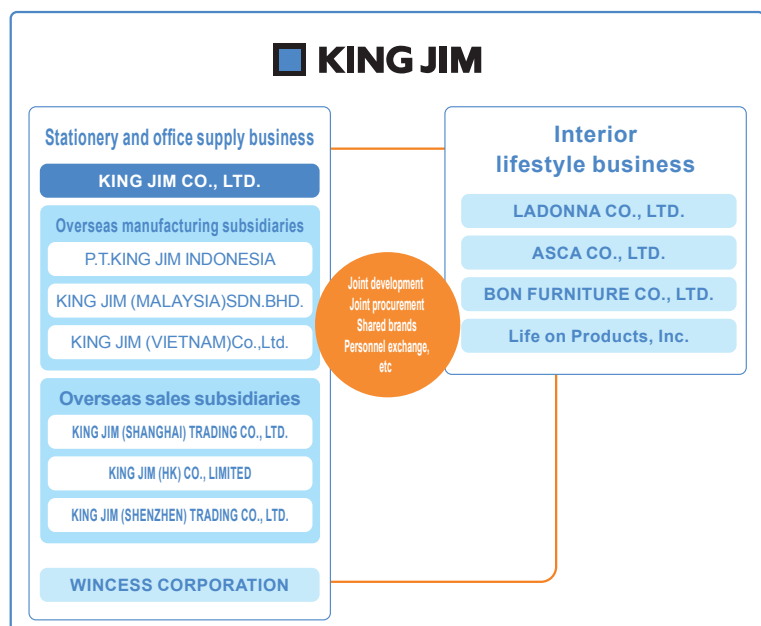 KING JIM
Stationery and office supply business
KING JIM CO., LTD.
Overseas manufacturing subsidiaries
P.T.KING JIM INDONESIA
KING JIM (MALAYSIA)SDN.BHD.
KING JIM (VIETNAM)Co.,Ltd.
Overseas sales subsidiaries
KING JIM (SHANGHAI) TRADING CO., LTD.
KING JIM (HK) CO., LIMITED
KING JIM (SHENZHEN) TRADING CO., LTD.
WINCESS CORPORATION
Joint development
Joint procurement
Shared brands
Personnel exchange,
etc
Interior
lifestyle business
LADONNA CO., LTD.
ASCA CO., LTD.
BON FURNITURE CO., LTD.
Life on Products, Inc.